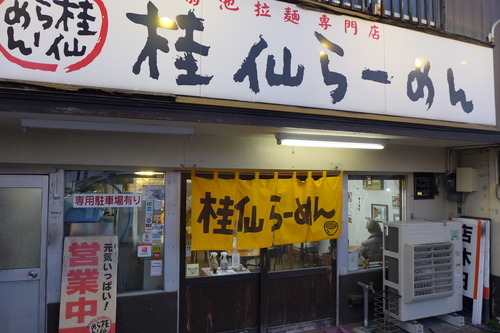 桂仙
らーめん
池拉麺専門店
桂仙らーめん
専用駐車場有り
桂仙らーめん
元気いっぱい!
営業中